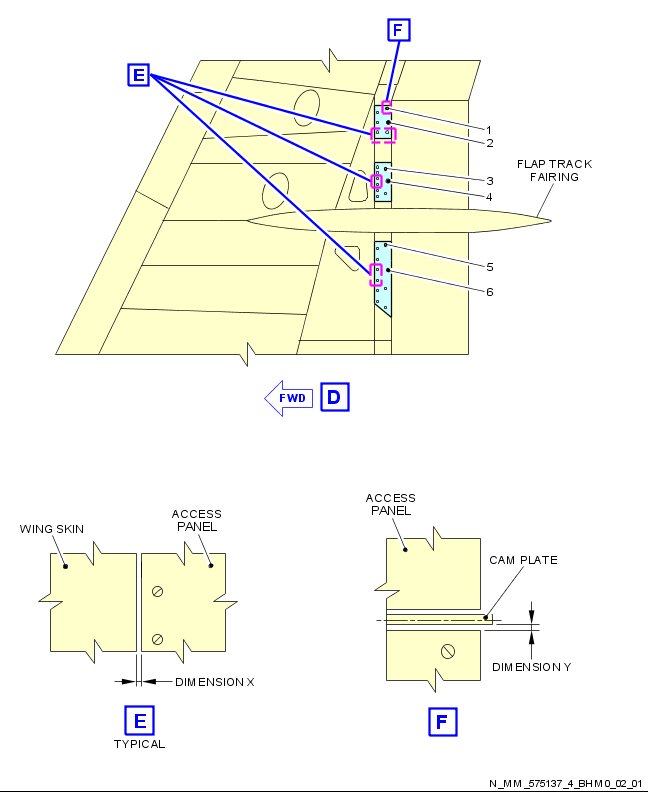 F
E
1
2
FLAP TRACK
FAIRING
3
4
5
6
FWD
D
WING SKIN
ACCESS
PANEL
DIMENSION X
E
TYPICAL
ACCESS
PANEL
CAM PLATE
DIMENSION Y
F
N_MM_575137_4_BHM0_02_01